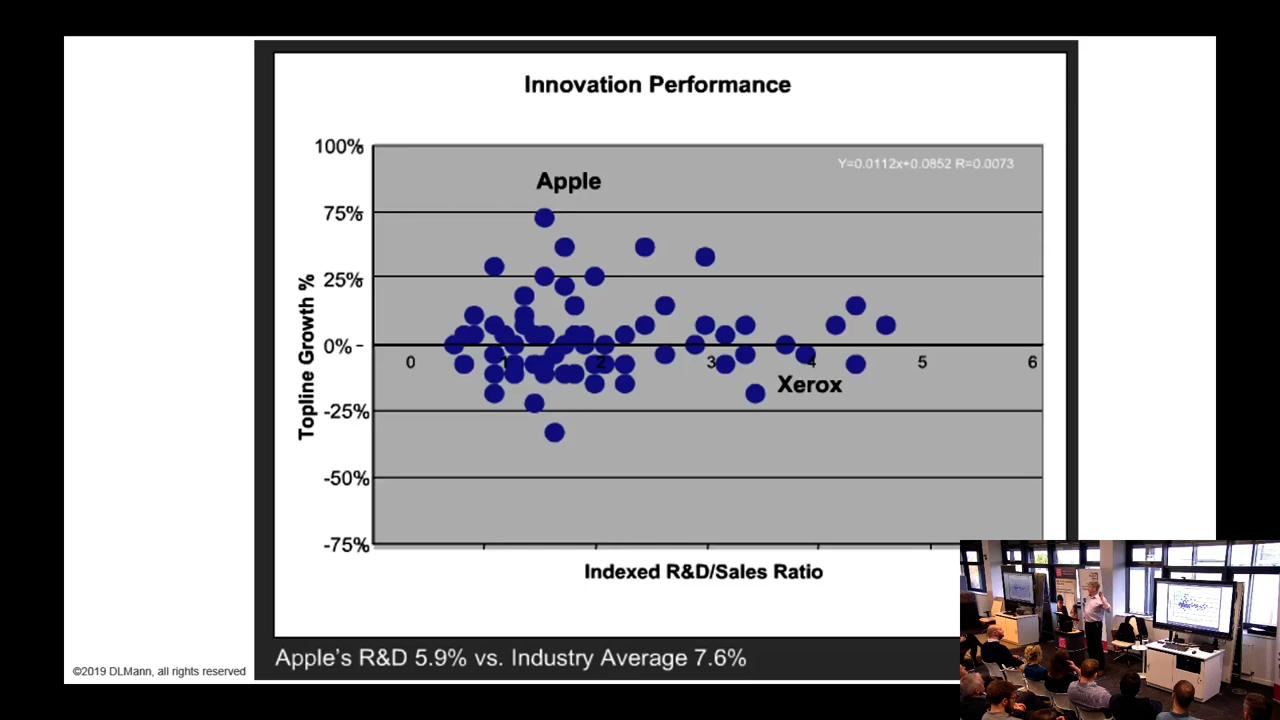 Innovation Performance
100%
Y=0.0112x+0.0852 R=0.0073
Apple
75%
25%
Topline Growth %
0%
0 1 2 3 4 5 6
Xerox
-25%
-50%
-75%
Indexed R&D/Sales Ratio
Apple's R&D 5.9% vs. Industry Average 7.6%
©2019 DLMann, all rights reserved